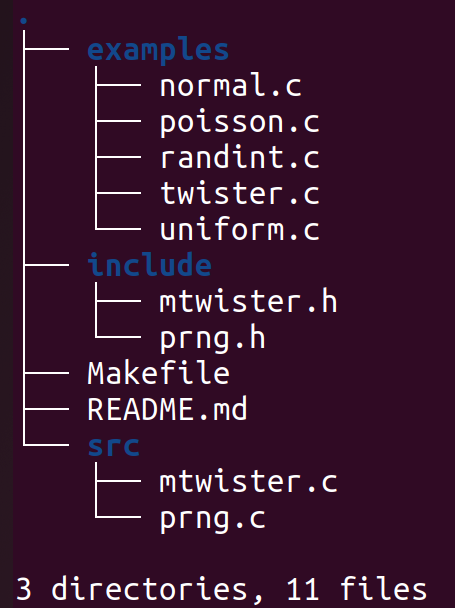 .
├── examples
│   ├── normal.c
│   ├── poisson.c
│   ├── randint.c
│   ├── twister.c
│   └── uniform.c
├── include
│   ├── mtwister.h
│   └── prng.h
├── Makefile
├── README.md
└── src
    ├── mtwister.c
    └── prng.c
3 directories, 11 files